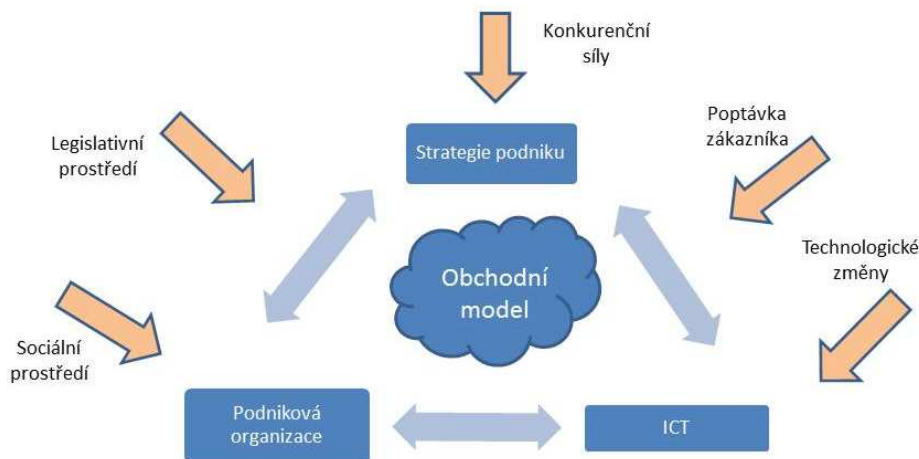 Konkurenční
síly
Legislativní
prostředí
Strategie podniku
Poptávka
zákazníka
Obchodní
model
Technologické
změny
Sociální
prostředí
Podniková
organizace
ICT